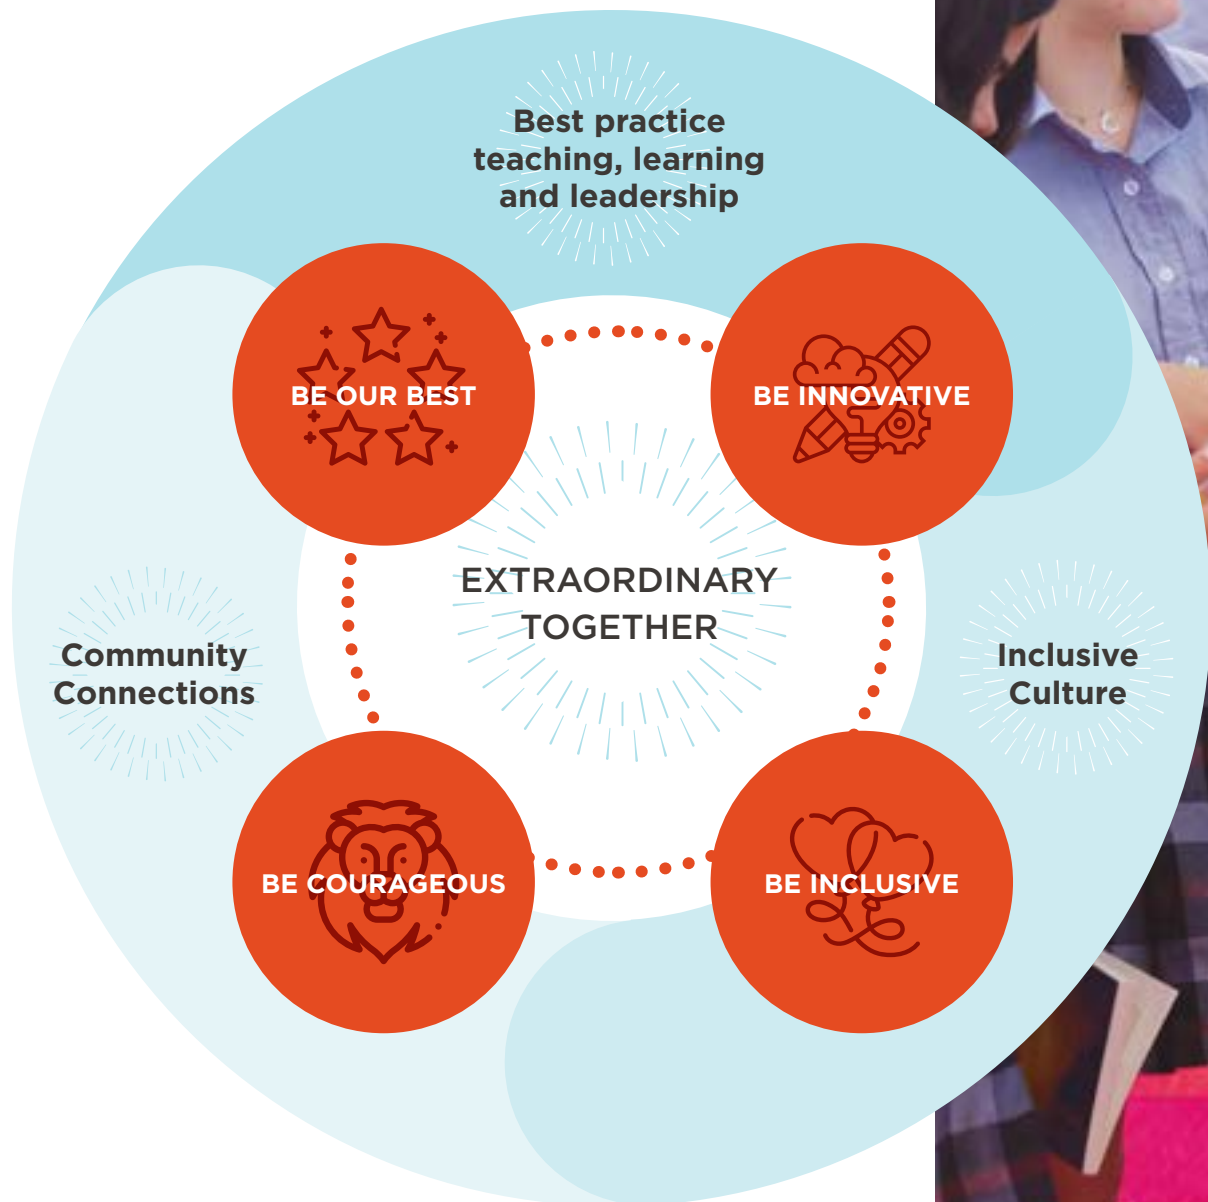 Best practice
teaching, learning
and leadership
BE OUR BEST
BE INNOVATIVE
EXTRAORDINARY
TOGETHER
Community
Connections
Inclusive
Culture
BE COURAGEOUS
BE INCLUSIVE